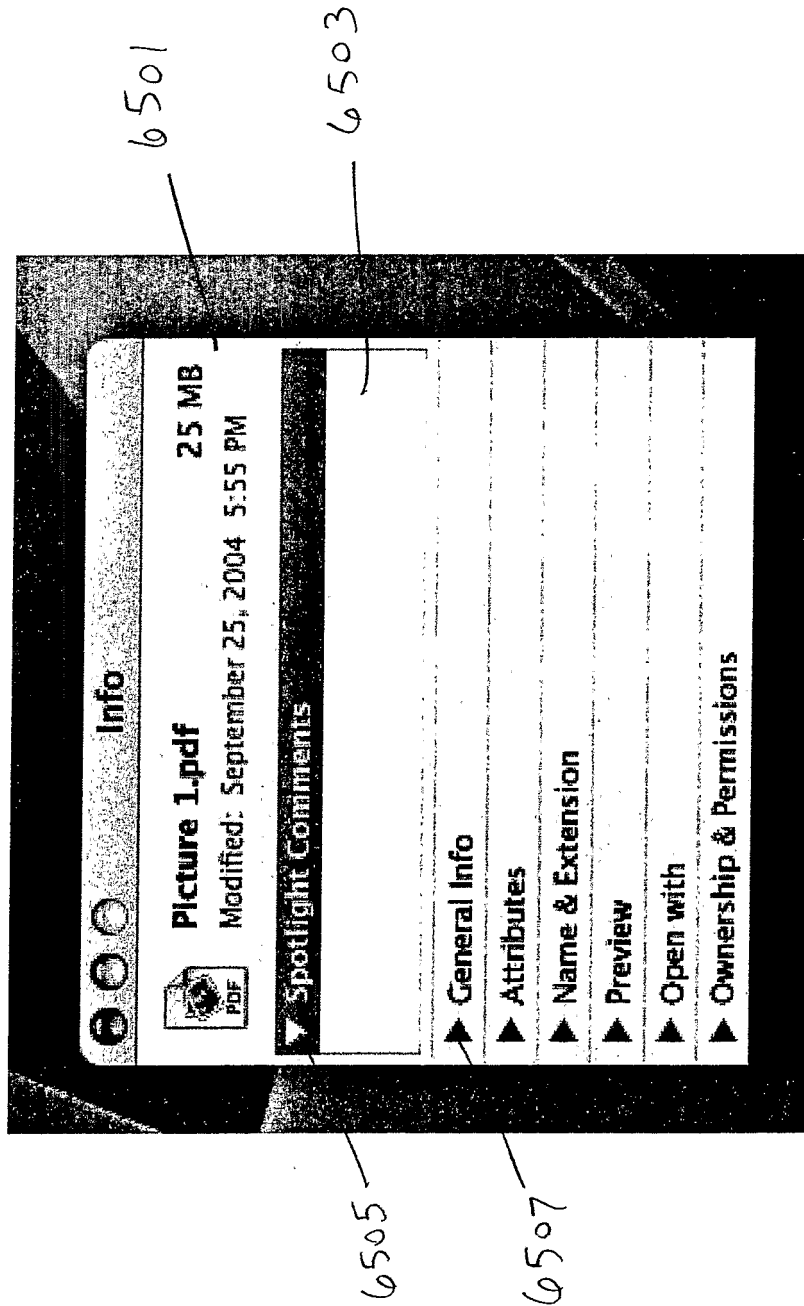 Info
Picture 1.pdf 25 MB
Modified: September 25, 2004 5:55 PM
PDF
Spotlight Comments
General Info
Attributes
Name & Extension
Preview
Open with
Ownership & Permissions
6501
6503
6505
6507